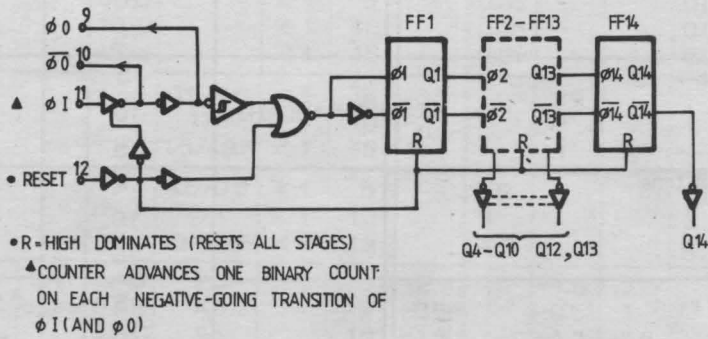 9
φ0
FF1
FF2-FF13
FF14
10
φ̅0̅
▲ φI 11
φ1 Q1 φ2 Q13 φ14 Q14
φ̅1̅ Q̅1̅ φ̅2̅ Q̅1̅3̅ φ̅1̅4̅ Q̅1̅4̅
R R R
• RESET 12
• R=HIGH DOMINATES (RESETS ALL STAGES)
▲ COUNTER ADVANCES ONE BINARY COUNT
ON EACH NEGATIVE-GOING TRANSITION OF
φI (AND φ0)
Q4-Q10 Q12,Q13
Q14